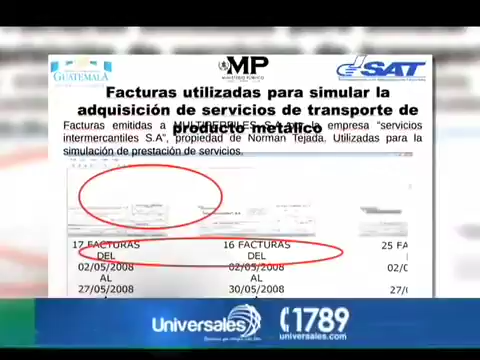 GUATEMALA
MP
MINISTERIO PÚBLICO
SAT
Facturas utilizadas para simular la
adquisición de servicios de transporte de
producto metálico
Facturas emitidas a MULTIPERFILES S.A por la empresa "servicios
intermercantiles S.A", propiedad de Norman Tejada. Utilizadas para la
simulación de prestación de servicios.
17 FACTURAS 16 FACTURAS 25 FA
DEL DEL
02/05/2008 02/05/2008 02/0
AL AL
27/05/2008 30/05/2008 27/0
Universales 1789
universales.com